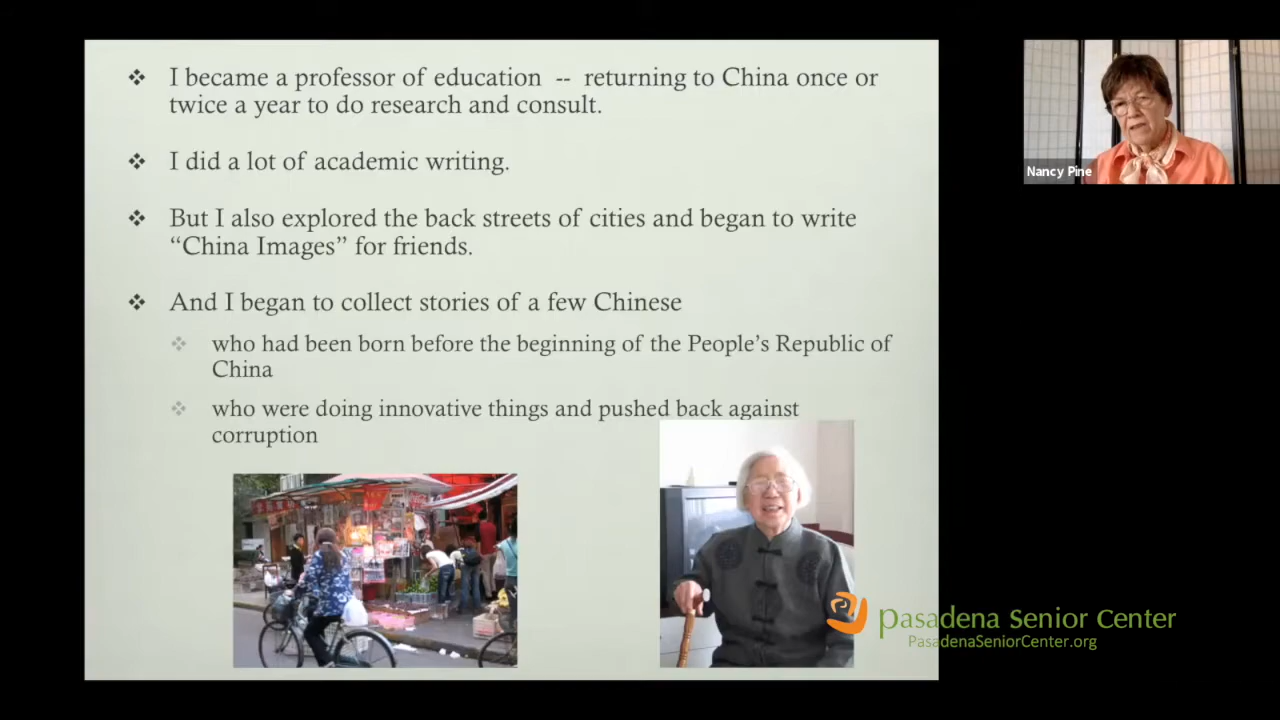 ❖ I became a professor of education -- returning to China once or
twice a year to do research and consult.
❖ I did a lot of academic writing.
❖ But I also explored the back streets of cities and began to write
“China Images” for friends.
❖ And I began to collect stories of a few Chinese
❖ who had been born before the beginning of the People’s Republic of
China
❖ who were doing innovative things and pushed back against
corruption
Nancy Pine
Pasadena Senior Center
PasadenaSeniorCenter.org